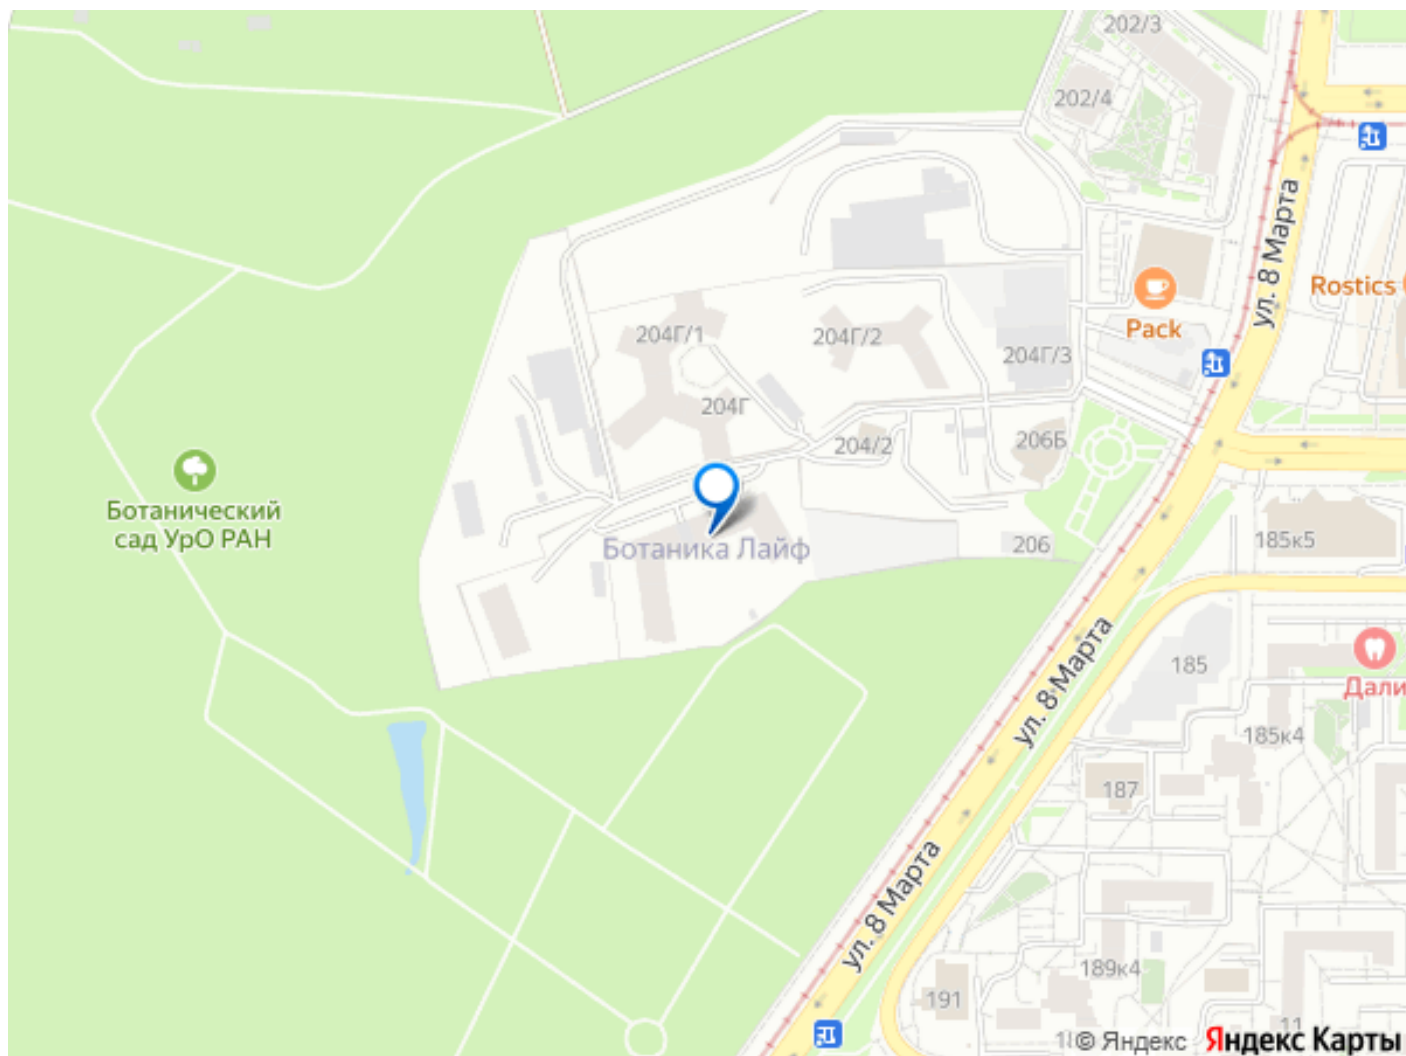 202/3
202/4
ул. 8 Марта
Rostics
Pack
204Г/1
204Г/2
204Г/3
204Г
204/2
206Б
Ботанический
сад УрО РАН
Ботаника Лайф
206
185к5
185
Дали
ул. 8 Марта
185к4
187
ул. 8 Марта
189к4
191
11
© Яндекс
Яндекс Карты